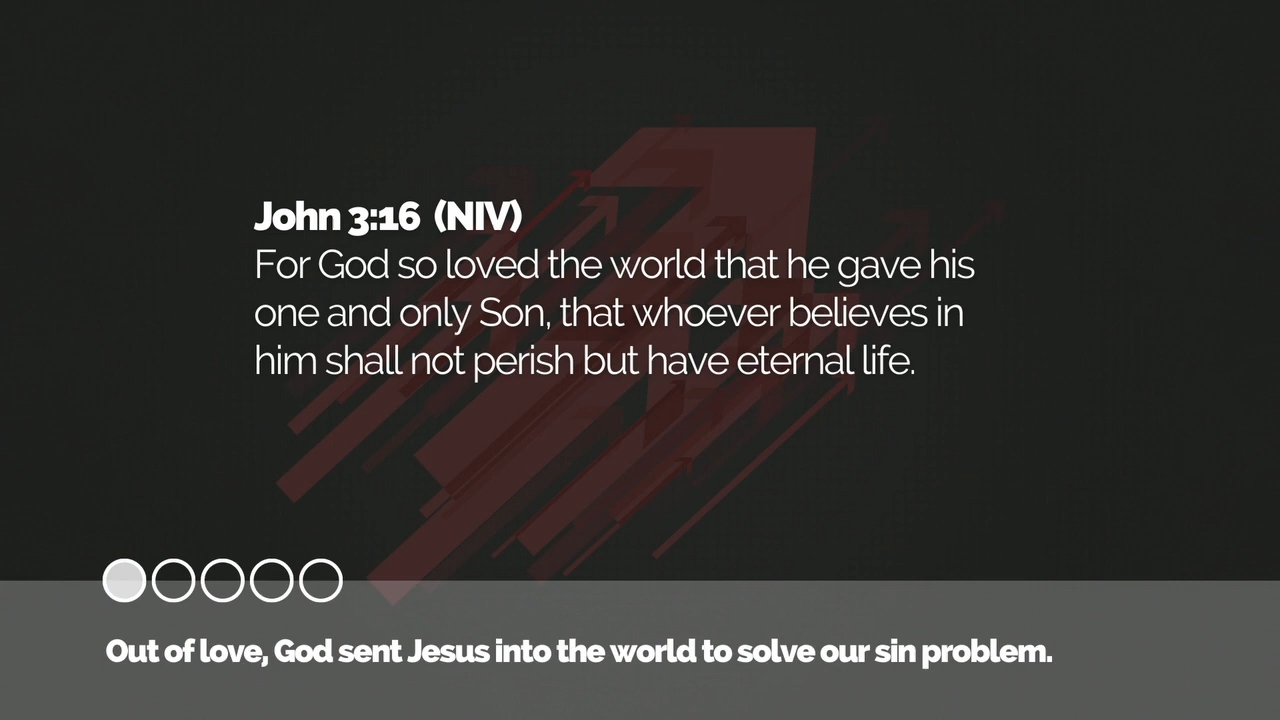 John 3:16 (NIV)
For God so loved the world that he gave his
one and only Son, that whoever believes in
him shall not perish but have eternal life.
Out of love, God sent Jesus into the world to solve our sin problem.